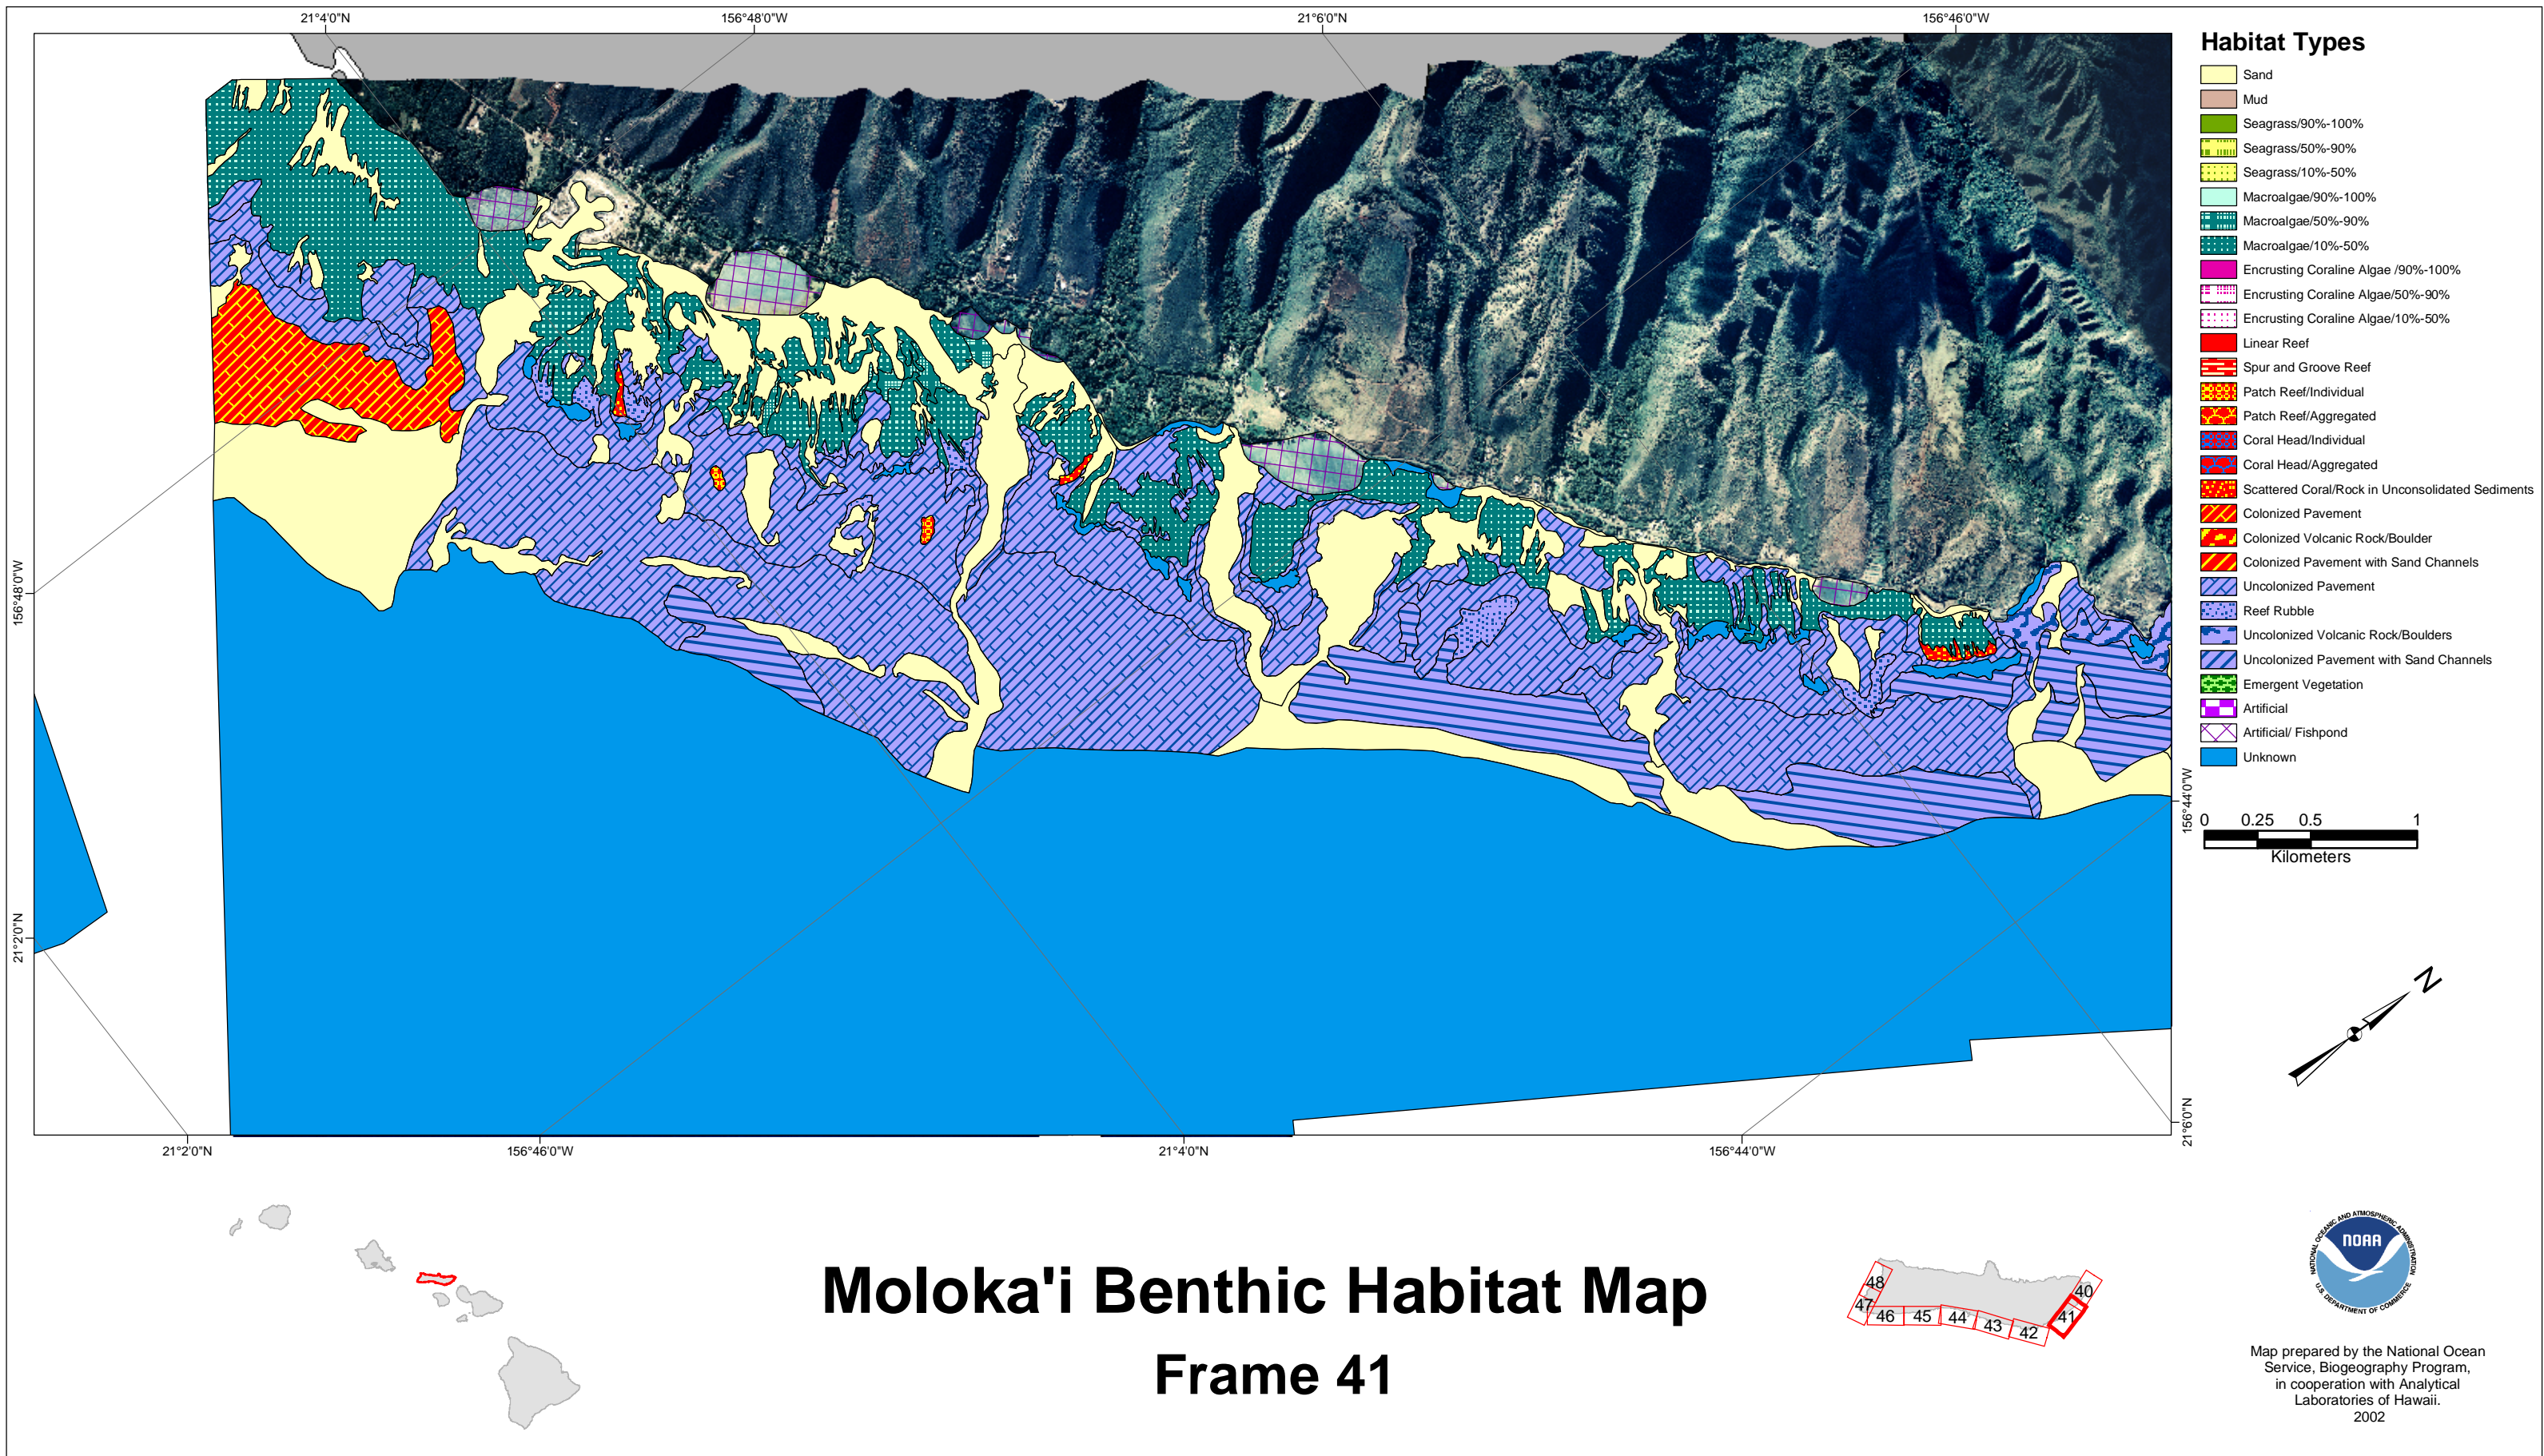 21°4'0"N
156°48'0"W
21°6'0"N
156°46'0"W
Habitat Types
Sand
Mud
Seagrass/90%-100%
Seagrass/50%-90%
Seagrass/10%-50%
Macroalgae/90%-100%
Macroalgae/50%-90%
Macroalgae/10%-50%
Encrusting Coraline Algae /90%-100%
Encrusting Coraline Algae/50%-90%
Encrusting Coraline Algae/10%-50%
Linear Reef
Spur and Groove Reef
Patch Reef/Individual
Patch Reef/Aggregated
Coral Head/Individual
Coral Head/Aggregated
Scattered Coral/Rock in Unconsolidated Sediments
Colonized Pavement
Colonized Volcanic Rock/Boulder
Colonized Pavement with Sand Channels
Uncolonized Pavement
Reef Rubble
Uncolonized Volcanic Rock/Boulders
Uncolonized Pavement with Sand Channels
Emergent Vegetation
Artificial
Artificial/ Fishpond
Unknown
156°48'0"W
21°2'0"N
156°44'0"W
21°6'0"N
0 0.25 0.5 1
Kilometers
N
21°2'0"N
156°46'0"W
21°4'0"N
156°44'0"W
Moloka'i Benthic Habitat Map
Frame 41
48
47
46
45
44
43
42
41
40
NATIONAL OCEANIC AND ATMOSPHERIC ADMINISTRATION
NOAA
U.S. DEPARTMENT OF COMMERCE
Map prepared by the National Ocean
Service, Biogeography Program,
in cooperation with Analytical
Laboratories of Hawaii.
2002